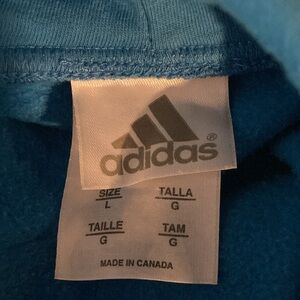 adidas®
SIZE TALLA
L G
TAILLE TAM
G G
MADE IN CANADA